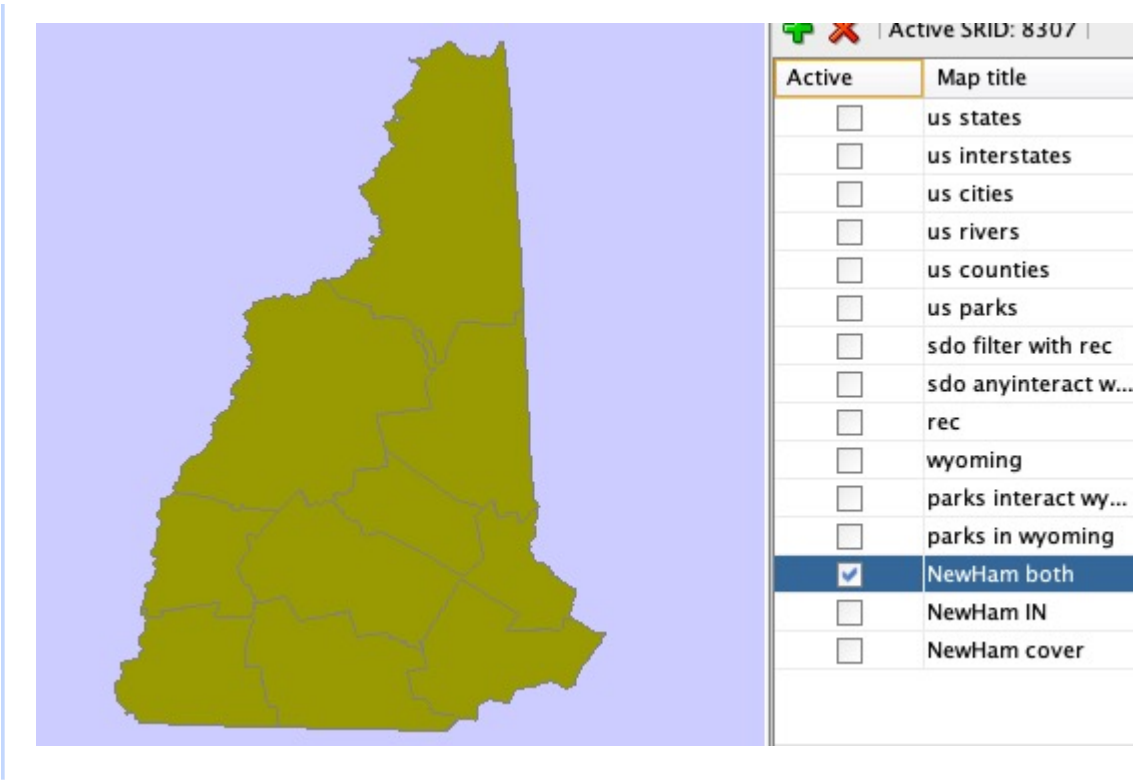 Active SRID: 8307
Active Map title
us states
us interstates
us cities
us rivers
us counties
us parks
sdo filter with rec
sdo anyinteract w...
rec
wyoming
parks interact wy...
parks in wyoming
NewHam both
NewHam IN
NewHam cover